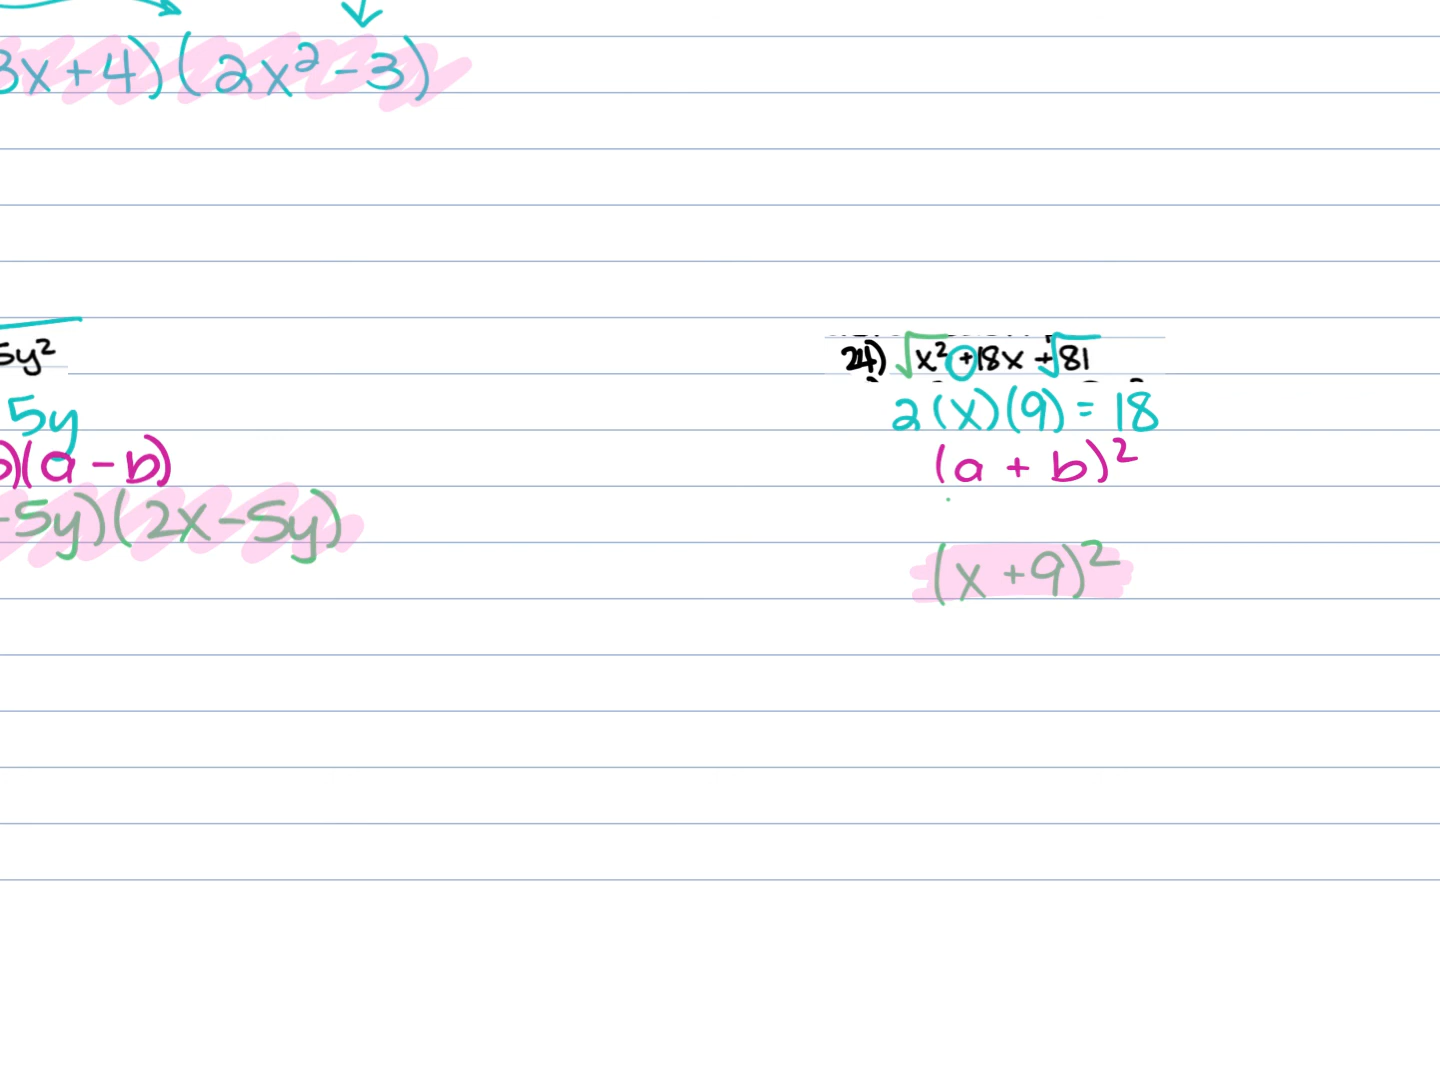 3x+4)(2x²-3)
5y²
5y
)(a - b)
-5y)(2x-5y)
24) √x² +18x +√81
2(x)(9) = 18
(a + b)²
(x +9)²